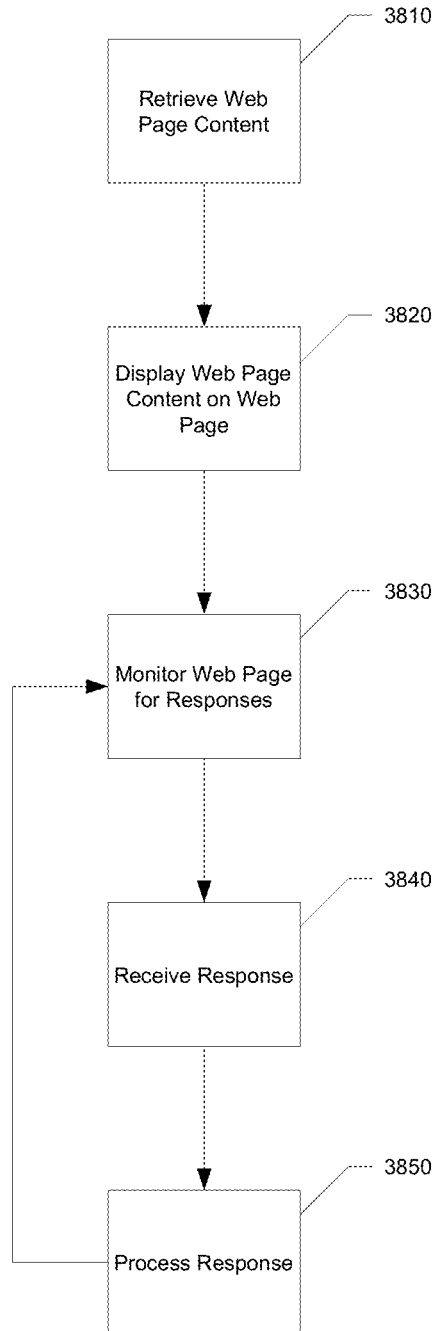 3810
Retrieve Web
Page Content
3820
Display Web Page
Content on Web
Page
3830
Monitor Web Page
for Responses
3840
Receive Response
3850
Process Response